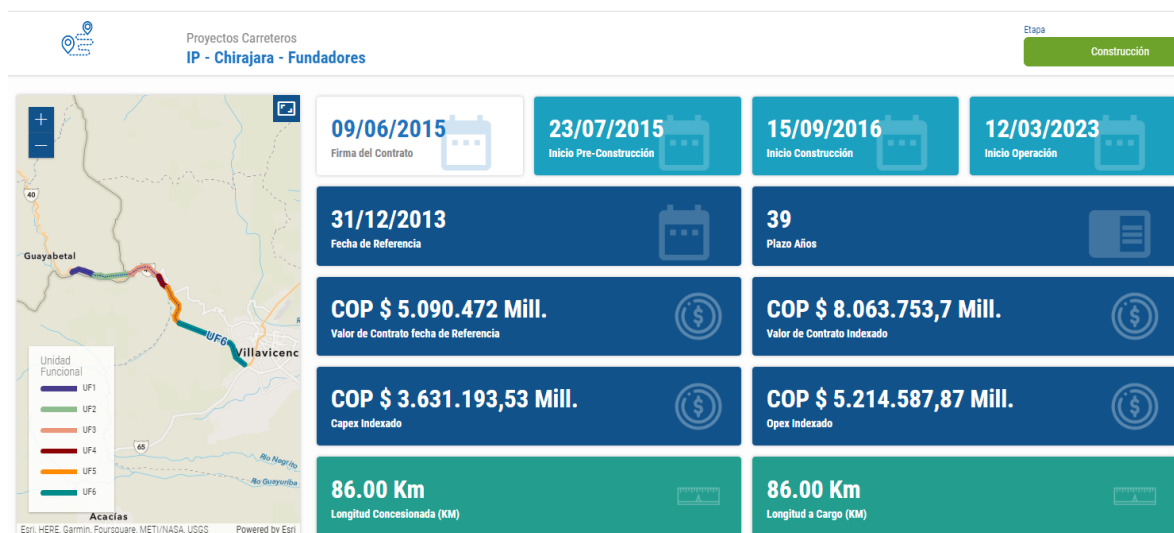 Proyectos Carreteros
IP - Chirajara - Fundadores
Etapa
Construcción
+
−
40
Guayabetal
UF6
Villavicenc
Unidad
Funcional
UF1
UF2
UF3
UF4
UF5
UF6
65
Río Negrito
Río Guayuriba
Acacías
Esri, HERE, Garmin, Foursquare, METI/NASA, USGS
Powered by Esri
09/06/2015
Firma del Contrato
23/07/2015
Inicio Pre-Construcción
15/09/2016
Inicio Construcción
12/03/2023
Inicio Operación
31/12/2013
Fecha de Referencia
39
Plazo Años
COP $ 5.090.472 Mill.
Valor de Contrato fecha de Referencia
COP $ 8.063.753,7 Mill.
Valor de Contrato Indexado
COP $ 3.631.193,53 Mill.
Capex Indexado
COP $ 5.214.587,87 Mill.
Opex Indexado
86.00 Km
Longitud Concesionada (KM)
86.00 Km
Longitud a Cargo (KM)